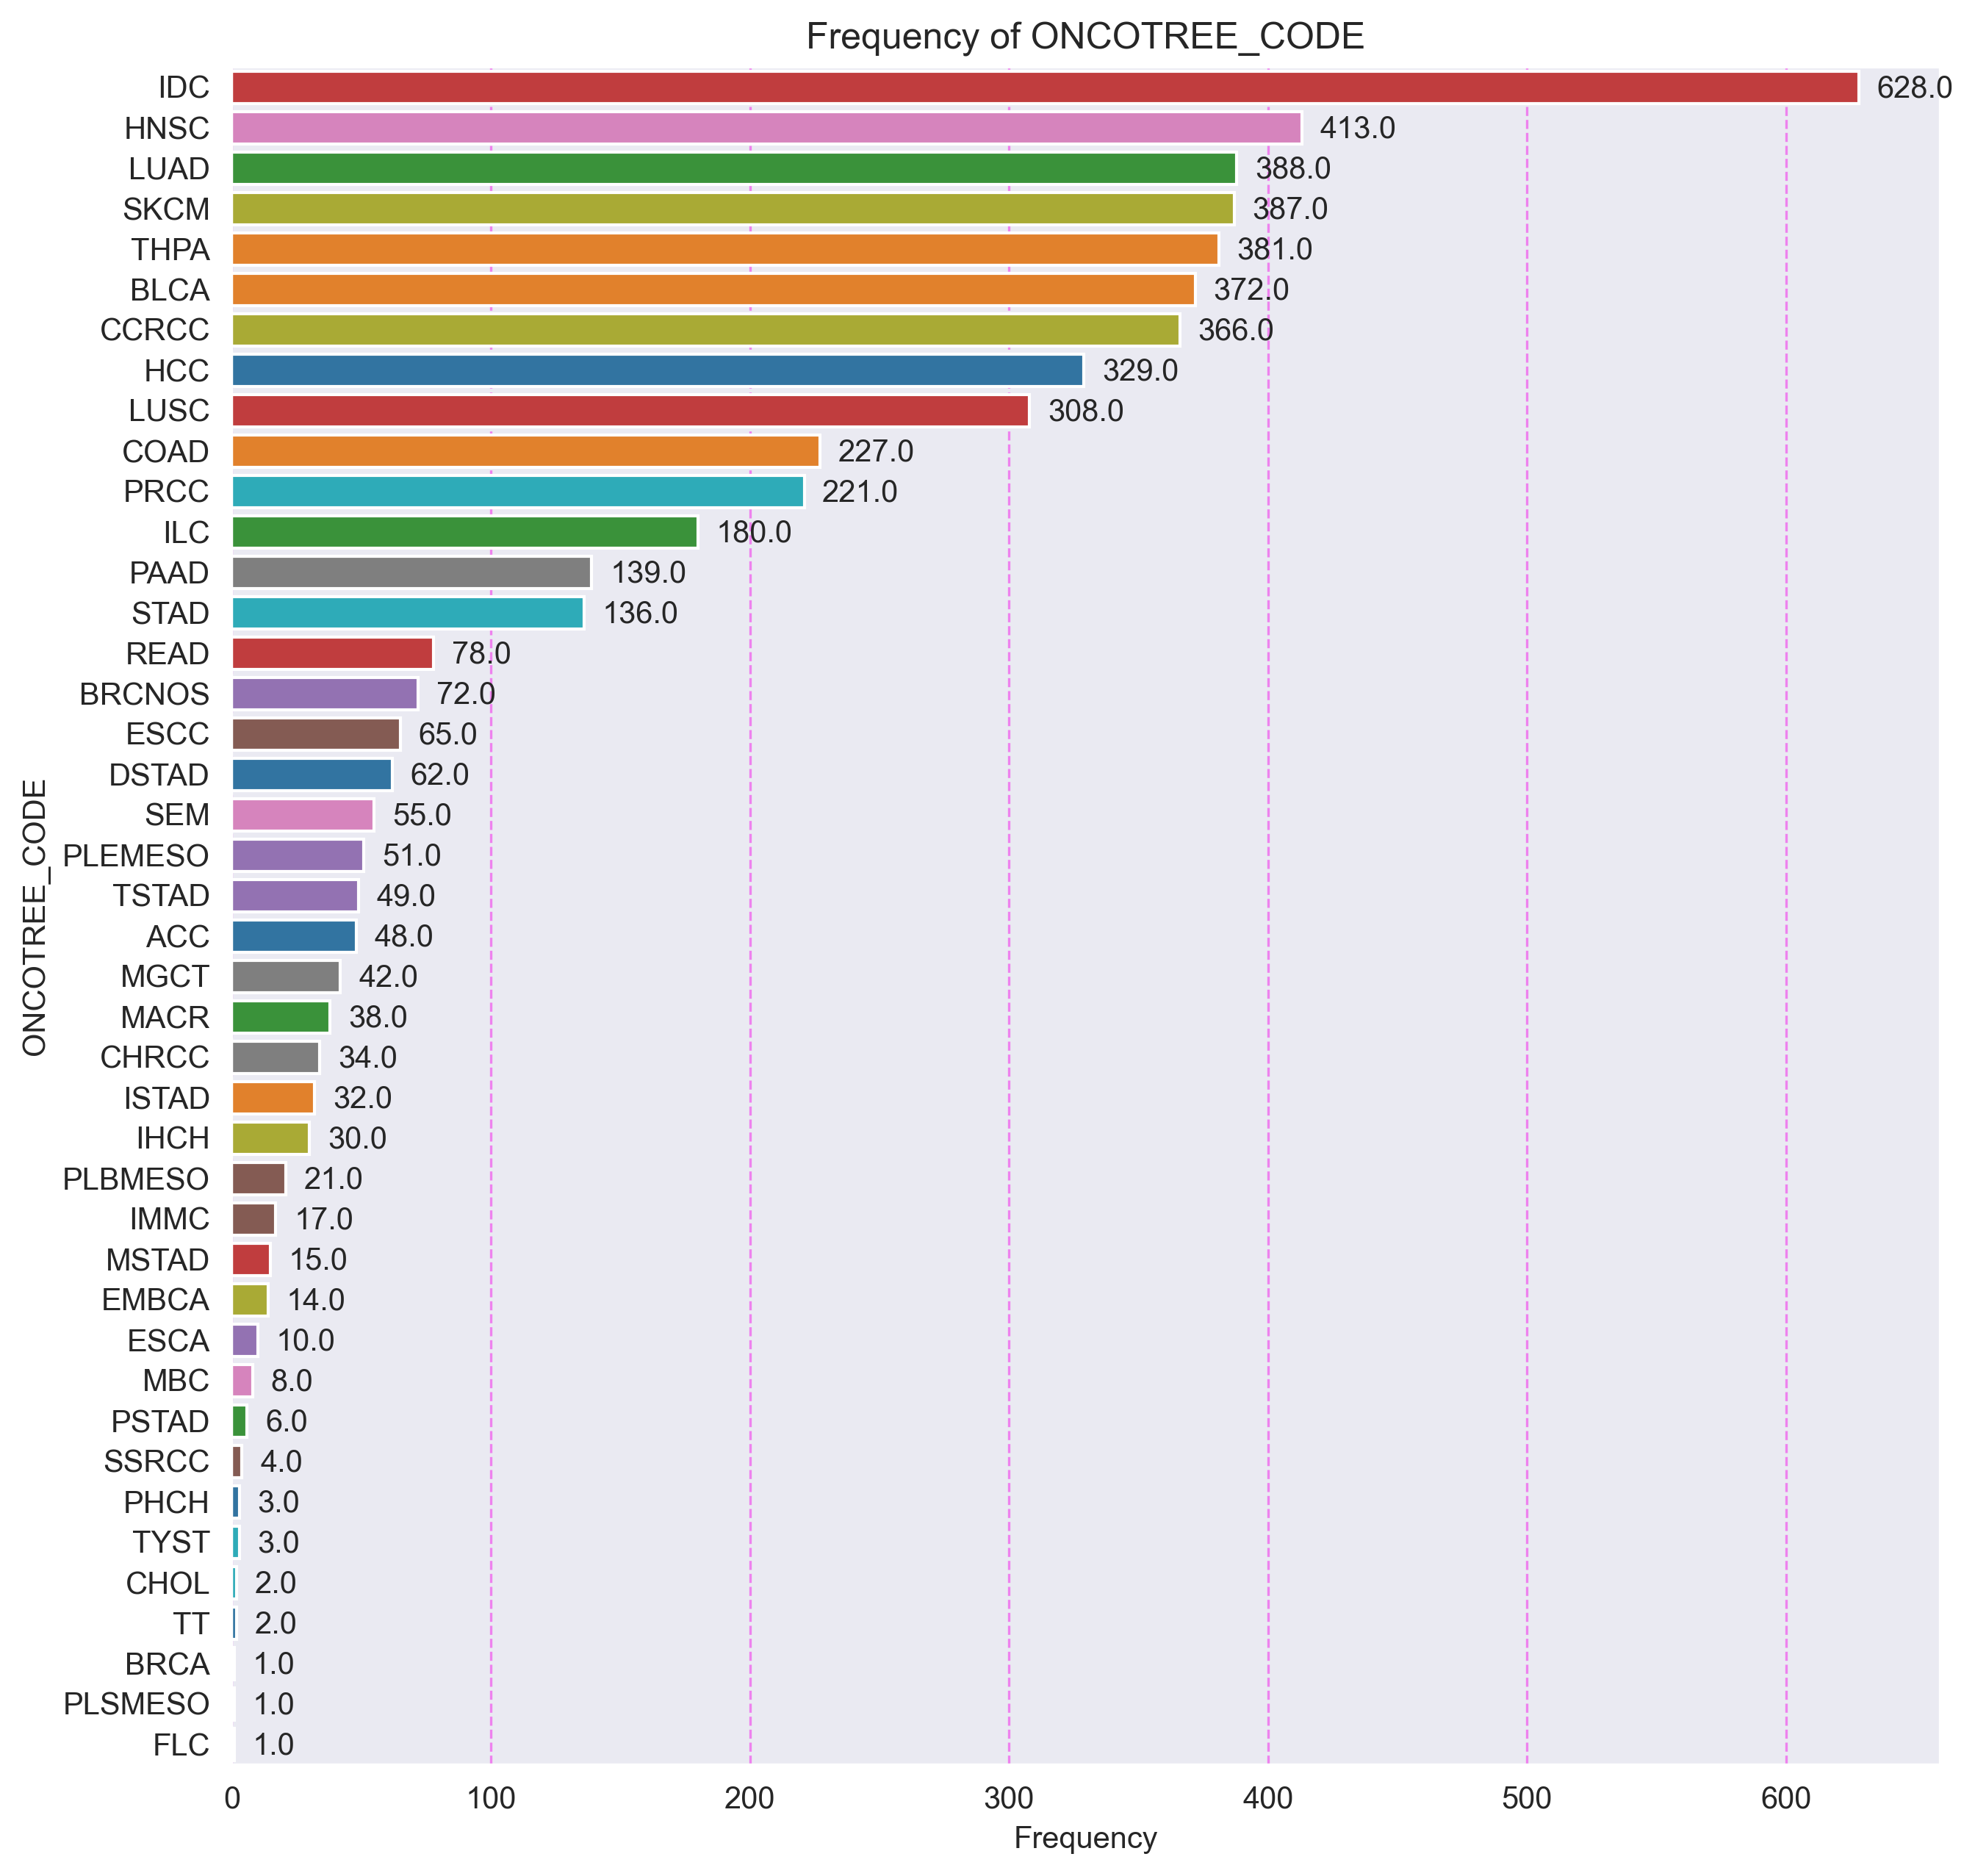 Frequency of ONCOTREE_CODE
ONCOTREE_CODE
IDC 628.0
HNSC 413.0
LUAD 388.0
SKCM 387.0
THPA 381.0
BLCA 372.0
CCRCC 366.0
HCC 329.0
LUSC 308.0
COAD 227.0
PRCC 221.0
ILC 180.0
PAAD 139.0
STAD 136.0
READ 78.0
BRCNOS 72.0
ESCC 65.0
DSTAD 62.0
SEM 55.0
PLEMESO 51.0
TSTAD 49.0
ACC 48.0
MGCT 42.0
MACR 38.0
CHRCC 34.0
ISTAD 32.0
IHCH 30.0
PLBMESO 21.0
IMMC 17.0
MSTAD 15.0
EMBCA 14.0
ESCA 10.0
MBC 8.0
PSTAD 6.0
SSRCC 4.0
PHCH 3.0
TYST 3.0
CHOL 2.0
TT 2.0
BRCA 1.0
PLSMESO 1.0
FLC 1.0
0 100 200 300 400 500 600
Frequency